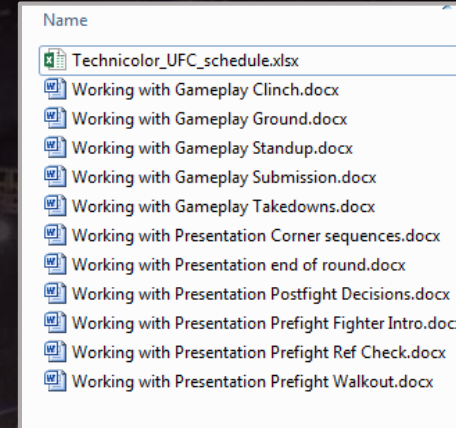 Name
Technicolor_UFC_schedule.xlsx
Working with Gameplay Clinch.docx
Working with Gameplay Ground.docx
Working with Gameplay Standup.docx
Working with Gameplay Submission.docx
Working with Gameplay Takedowns.docx
Working with Presentation Corner sequences.docx
Working with Presentation end of round.docx
Working with Presentation Postfight Decisions.docx
Working with Presentation Prefight Fighter Intro.doc
Working with Presentation Prefight Ref Check.docx
Working with Presentation Prefight Walkout.docx